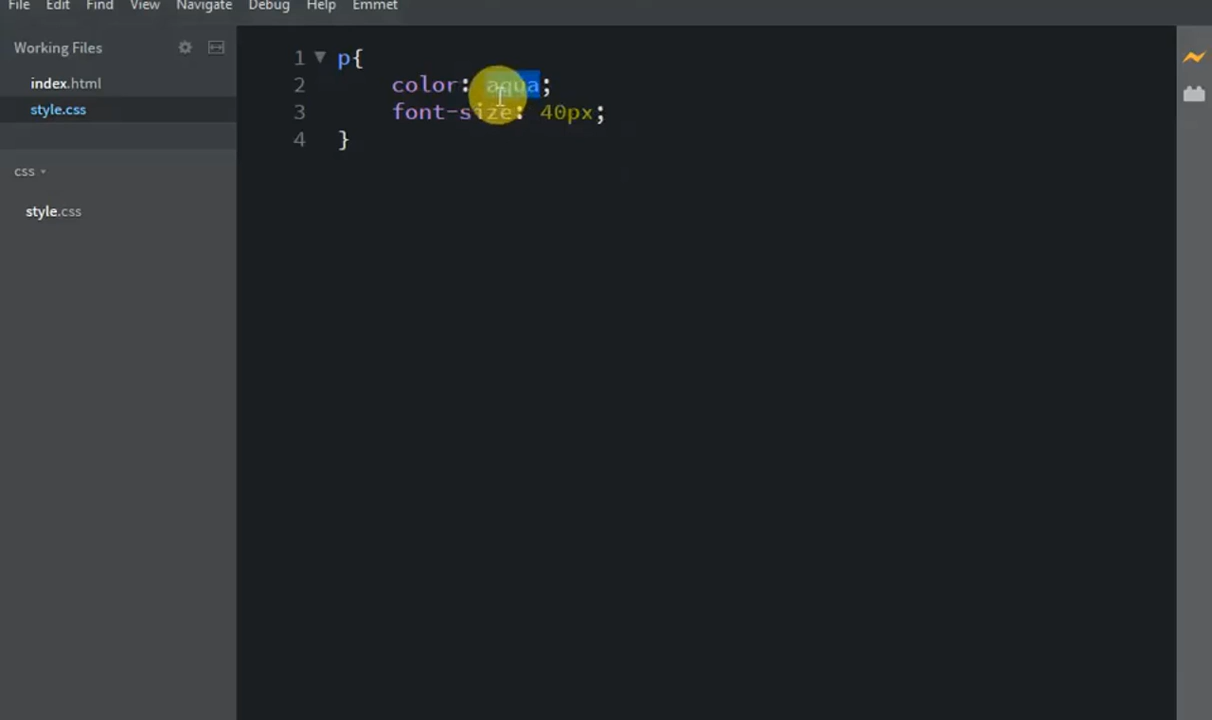 File Edit Find View Navigate Debug Help Emmet
Working Files
index.html
style.css
css
style.css
1 p{
2 color: aqua;
3 font-size: 40px;
4 }